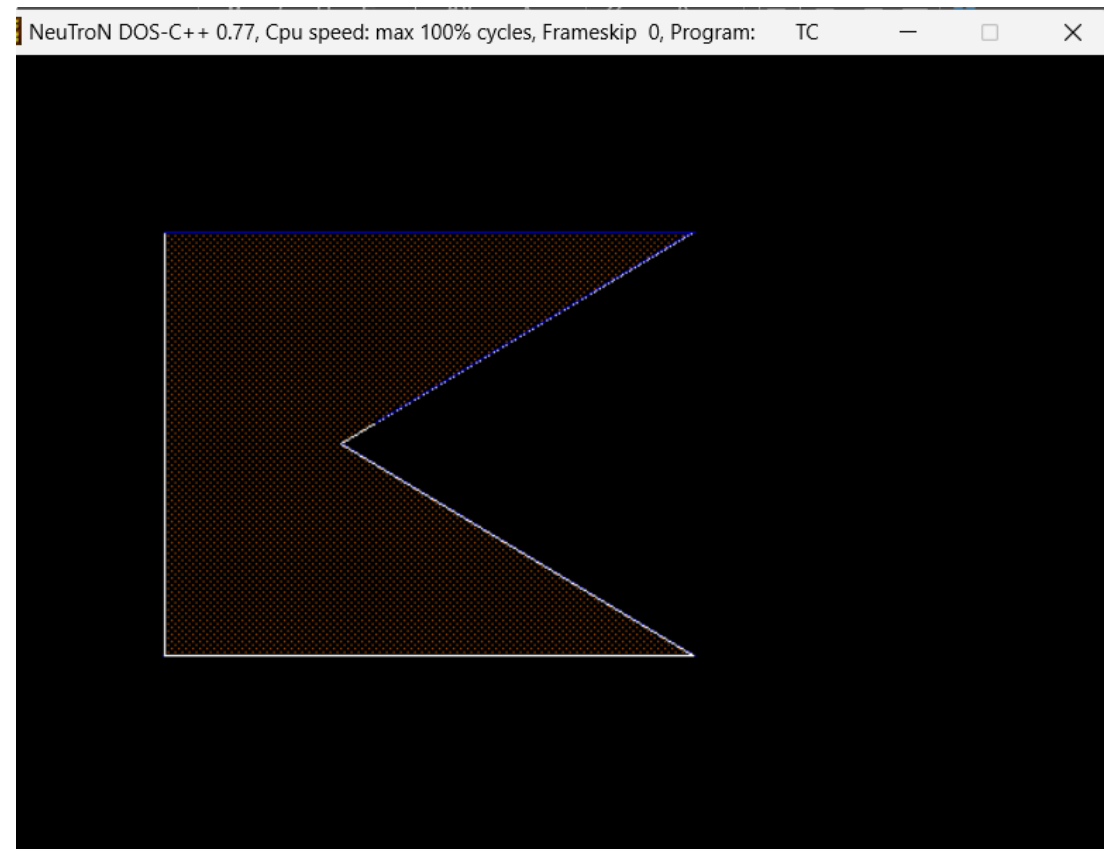 NeuTroN DOS-C++ 0.77, Cpu speed: max 100% cycles, Frameskip 0, Program: TC